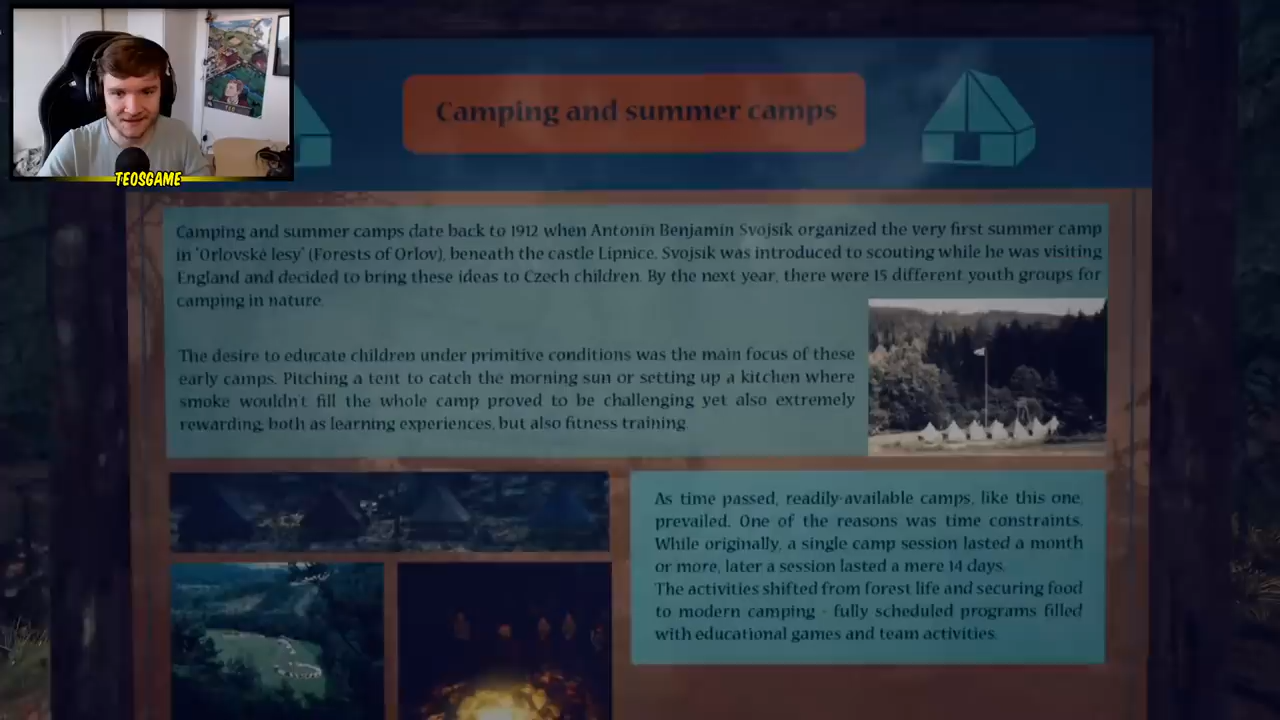 TEOSGAME
Camping and summer camps
Camping and summer camps date back to 1912 when Antonín Benjamín Svojsík organized the very first summer camp
in "Orlovské lesy" (Forests of Orlov), beneath the castle Lipnice. Svojsík was introduced to scouting while he was visiting
England and decided to bring these ideas to Czech children. By the next year, there were 15 different youth groups for
camping in nature.
The desire to educate children under primitive conditions was the main focus of these
early camps. Pitching a tent to catch the morning sun or setting up a kitchen where
smoke wouldn't fill the whole camp proved to be challenging yet also extremely
rewarding, both as learning experiences, but also fitness training.
As time passed, readily-available camps, like this one,
prevailed. One of the reasons was time constraints.
While originally, a single camp session lasted a month
or more, later a session lasted a mere 14 days.
The activities shifted from forest life and securing food
to modern camping - fully scheduled programs filled
with educational games and team activities.